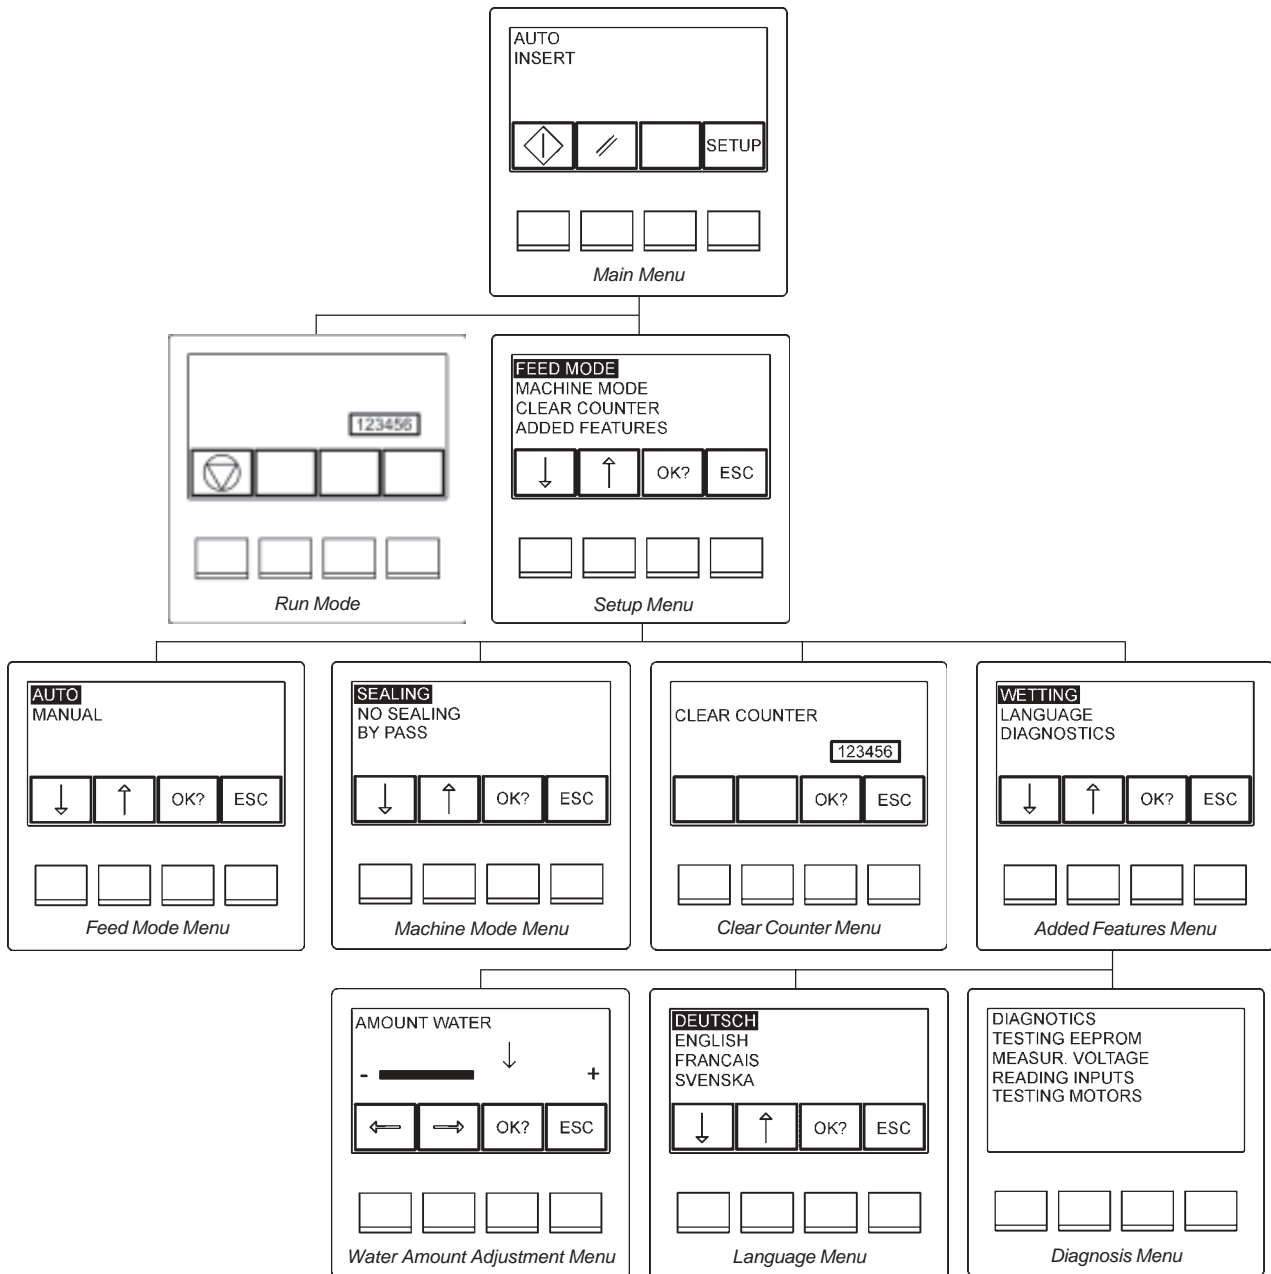 AUTO
INSERT
SETUP
Main Menu
123456
Run Mode
FEED MODE
MACHINE MODE
CLEAR COUNTER
ADDED FEATURES
OK? ESC
Setup Menu
AUTO
MANUAL
OK? ESC
Feed Mode Menu
SEALING
NO SEALING
BY PASS
OK? ESC
Machine Mode Menu
CLEAR COUNTER
123456
OK? ESC
Clear Counter Menu
WETTING
LANGUAGE
DIAGNOSTICS
OK? ESC
Added Features Menu
AMOUNT WATER
- +
OK? ESC
Water Amount Adjustment Menu
DEUTSCH
ENGLISH
FRANCAIS
SVENSKA
OK? ESC
Language Menu
DIAGNOTICS
TESTING EEPROM
MEASUR. VOLTAGE
READING INPUTS
TESTING MOTORS
Diagnosis Menu